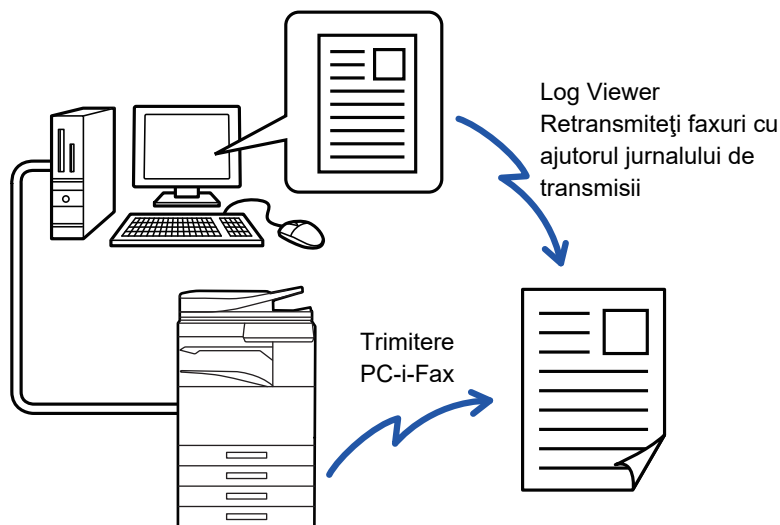 Log Viewer
Retransmiteţi faxuri cu
ajutorul jurnalului de
transmisii
Trimitere
PC-i-Fax